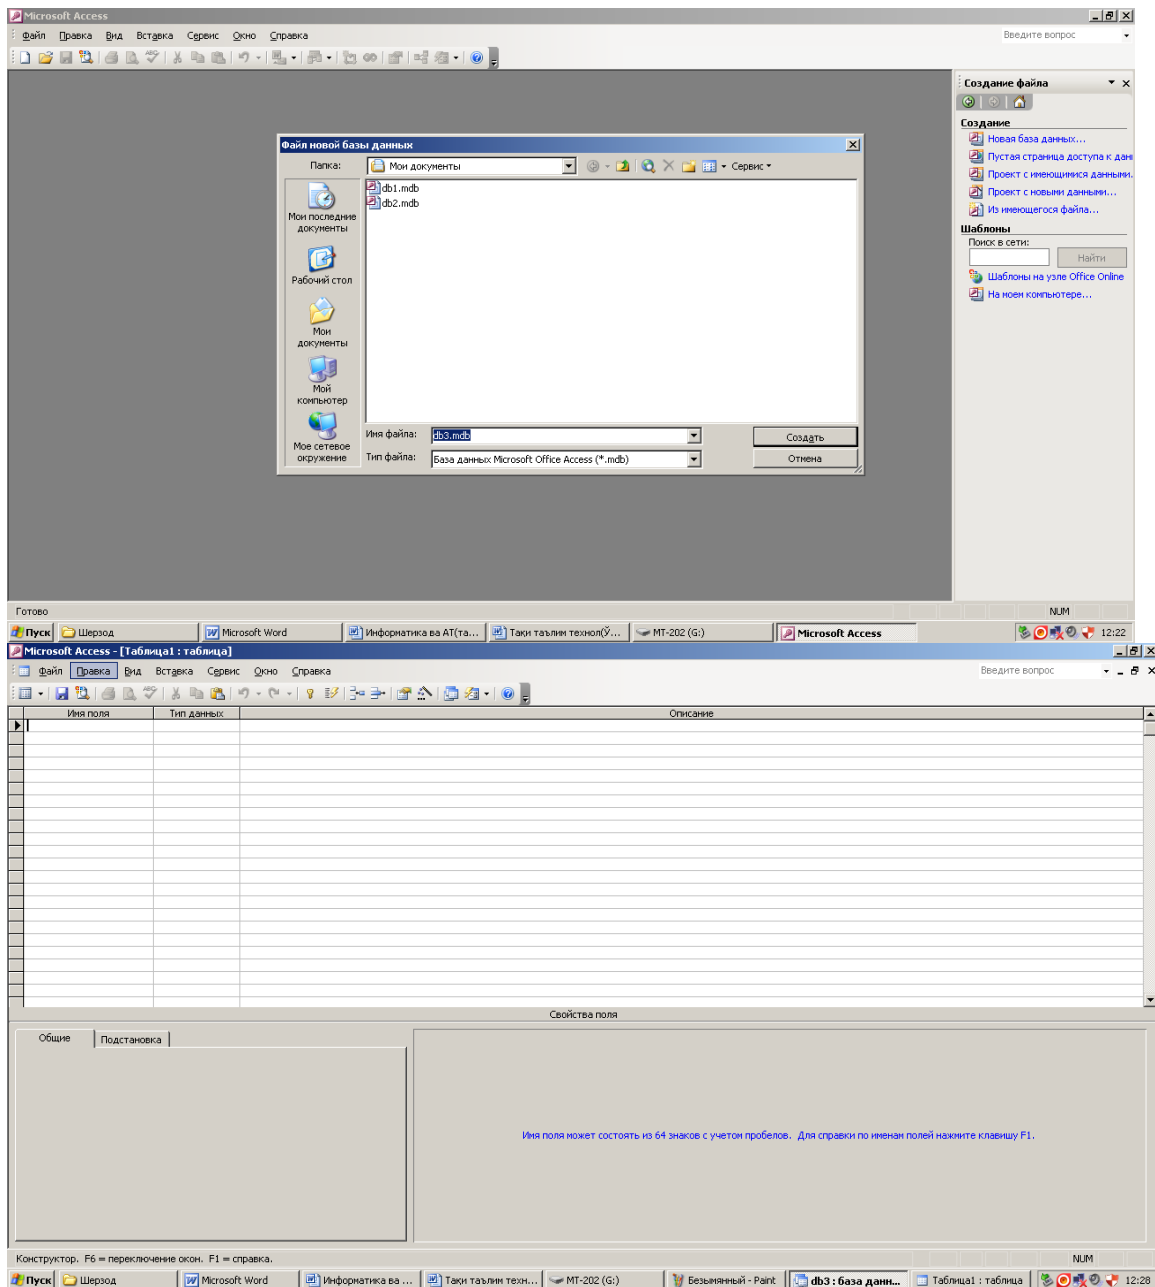 Microsoft Access
Файл Правка Вид Вставка Сервис Окно Справка Введите вопрос
Создание файла
Создание
Новая база данных...
Пустая страница доступа к дан
Проект с имеющимися данными.
Проект с новыми данными...
Из имеющегося файла...
Шаблоны
Поиск в сети:
Найти
Шаблоны на узле Office Online
На моем компьютере...
Файл новой базы данных
Папка: Мои документы Сервис
db1.mdb
db2.mdb
Мои последние
документы
Рабочий стол
Мои
документы
Мой
компьютер
Мое сетевое
окружение
Имя файла: db3.mdb Создать
Тип файла: База данных Microsoft Office Access (*.mdb) Отмена
Готово NUM
Пуск Шерзод Microsoft Word Информатика ва АТ(та... Таки таълим технол(Ў... MT-202 (G:) Microsoft Access 12:22
Microsoft Access - [Таблица1 : таблица]
Файл Правка Вид Вставка Сервис Окно Справка Введите вопрос
Имя поля Тип данных Описание
Свойства поля
Общие Подстановка
Имя поля может состоять из 64 знаков с учетом пробелов. Для справки по именам полей нажмите клавишу F1.
Конструктор. F6 = переключение окон. F1 = справка. NUM
Пуск Шерзод Microsoft Word Информатика ва ... Таки таълим техн... MT-202 (G:) Безымянный - Paint db3 : база данн... Таблица1 : таблица 12:28